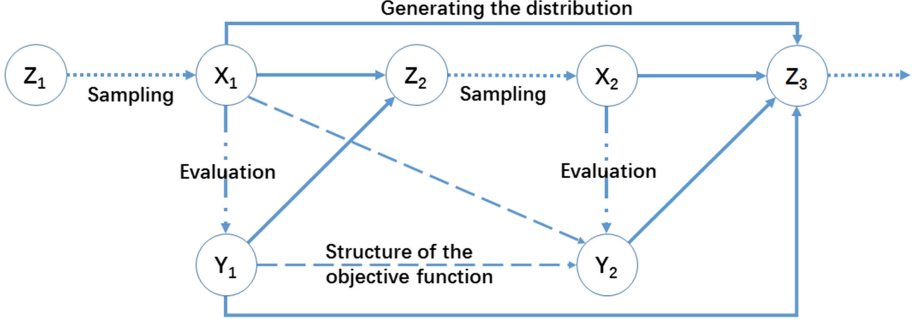 Generating the distribution
Z1
Sampling
X1
Z2
Sampling
X2
Z3
Evaluation
Evaluation
Y1
Structure of the
objective function
Y2